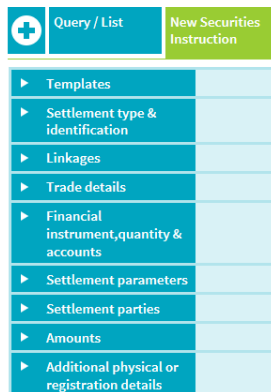 Query / List
New Securities
Instruction
Templates
Settlement type &
identification
Linkages
Trade details
Financial
instrument,quantity &
accounts
Settlement parameters
Settlement parties
Amounts
Additional physical or
registration details